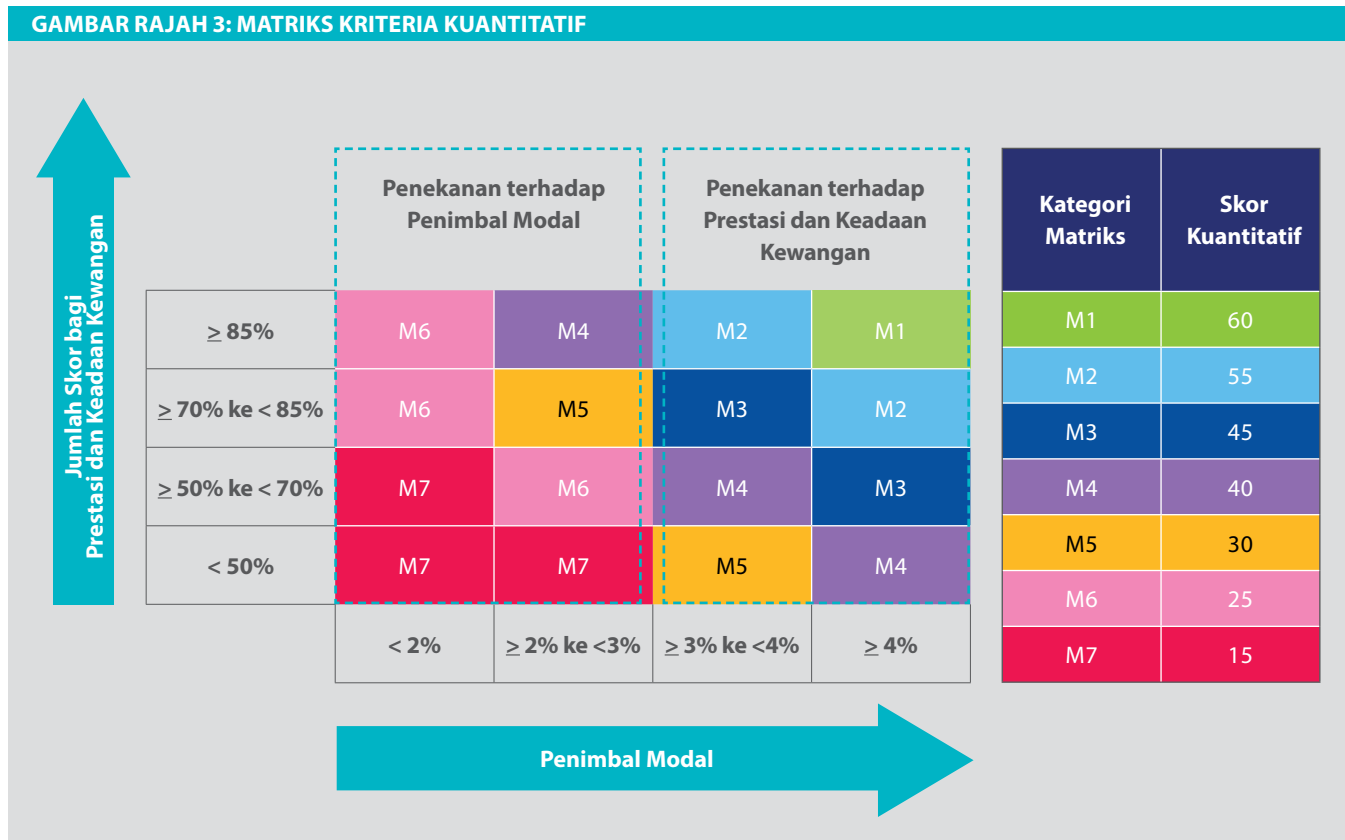 GAMBAR RAJAH 3: MATRIKS KRITERIA KUANTITATIF
Jumlah Skor bagi
Prestasi dan Keadaan Kewangan
Penekanan terhadap
Penimbal Modal
Penekanan terhadap
Prestasi dan Keadaan
Kewangan
≥ 85% M6 M4 M2 M1
≥ 70% ke < 85% M6 M5 M3 M2
≥ 50% ke < 70% M7 M6 M4 M3
< 50% M7 M7 M5 M4
< 2% ≥ 2% ke <3% ≥ 3% ke <4% ≥ 4%
Penimbal Modal
Kategori Skor
Matriks Kuantitatif
M1 60
M2 55
M3 45
M4 40
M5 30
M6 25
M7 15